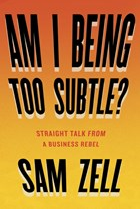 AM I BEING
TOO SUBTLE?
STRAIGHT TALK FROM
A BUSINESS REBEL
SAM ZELL